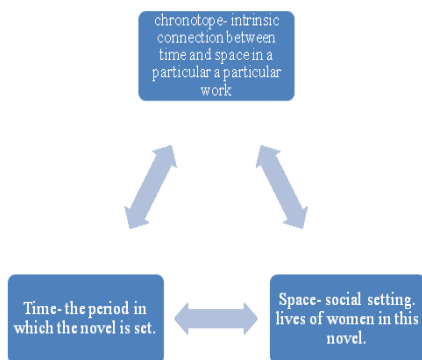 chronotope- intrinsic
connection between
time and space in a
particular a particular
work
Time- the period in
which the novel is set.
Space- social setting.
lives of women in this
novel.